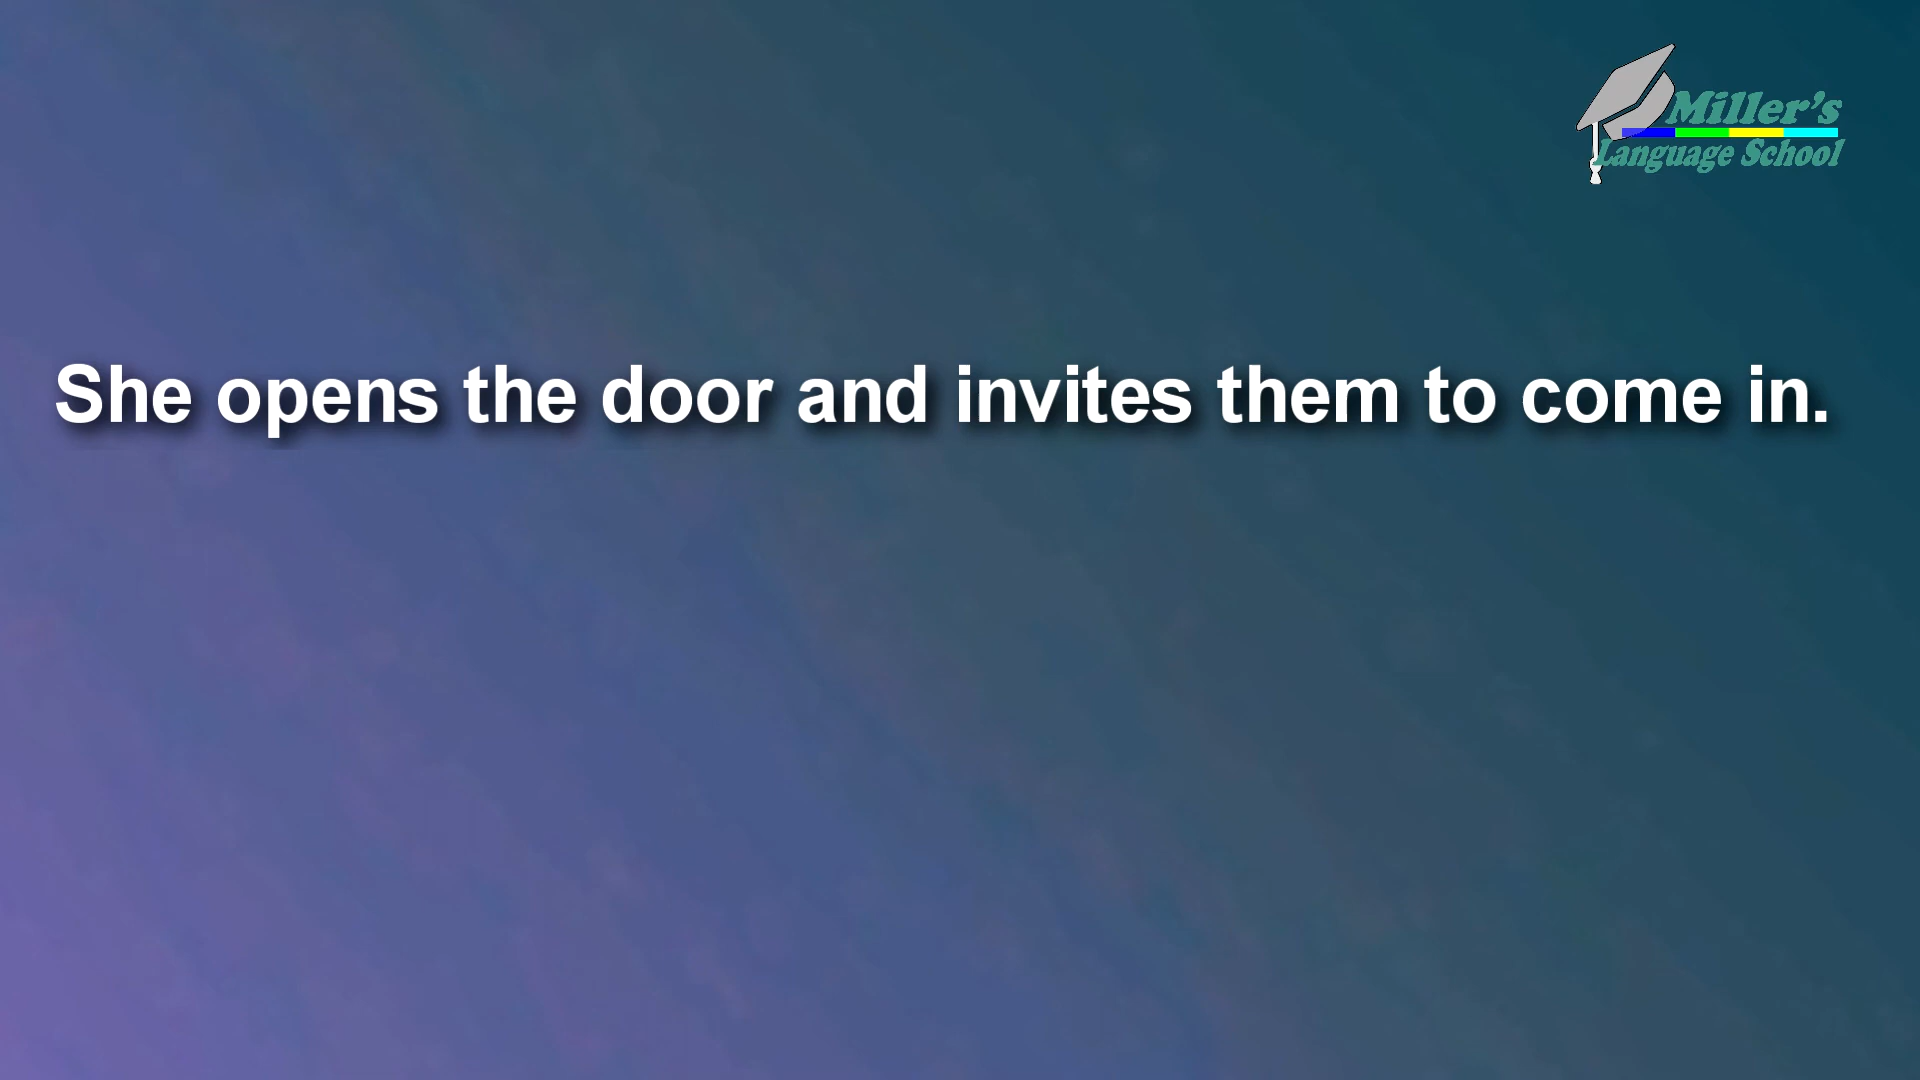 Miller's
Language School
She opens the door and invites them to come in.